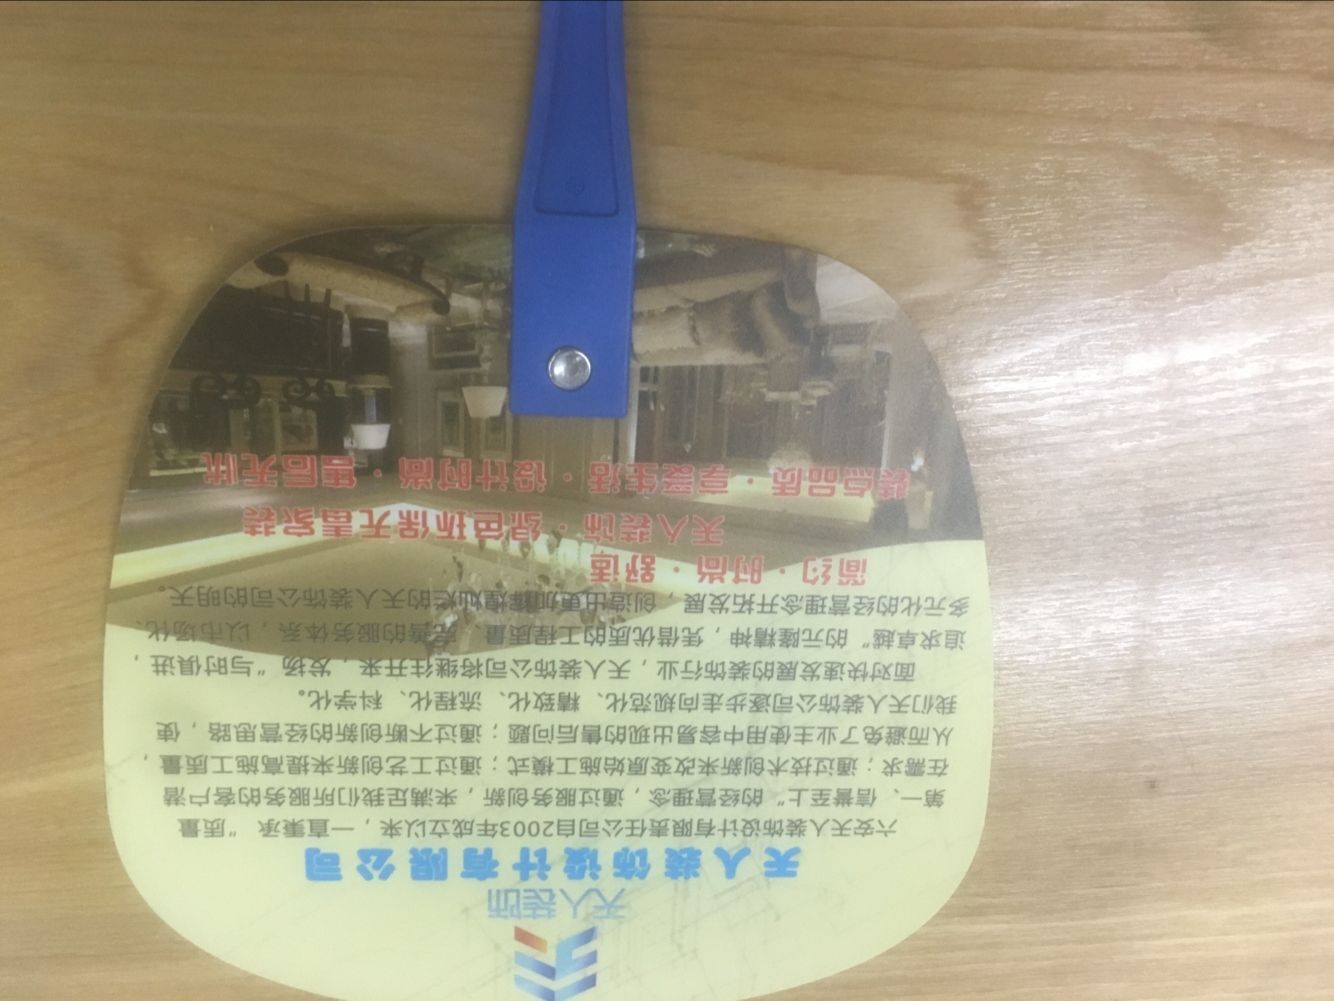 天人装饰
天人装饰设计有限公司
六安天人装饰设计有限责任公司自2003年成立以来，一直秉承“质量
第一、信誉至上”的经营理念，通过服务创新，来满足我们所服务的客户潜
在需求；通过技术创新来改变原始施工模式；通过工艺创新来提高施工质量，
从而避免了业主使用中容易出现的售后问题；通过不断创新的经营思路，使
我们天人装饰公司逐步走向规范化、精致化、流程化、科学化。
面对快速发展的装饰行业，天人装饰公司将继往开来，发扬“与时俱进，
追求卓越”的元隆精神，凭借优质的工程质量、完善的服务体系，以市场化、
多元化的经营理念开拓发展，创造出更加辉煌灿烂的天人装饰公司的明天。
简约·时尚·舒适
天人装饰·绿色环保无毒家装
装点品质·享受生活·设计时尚·售后无忧